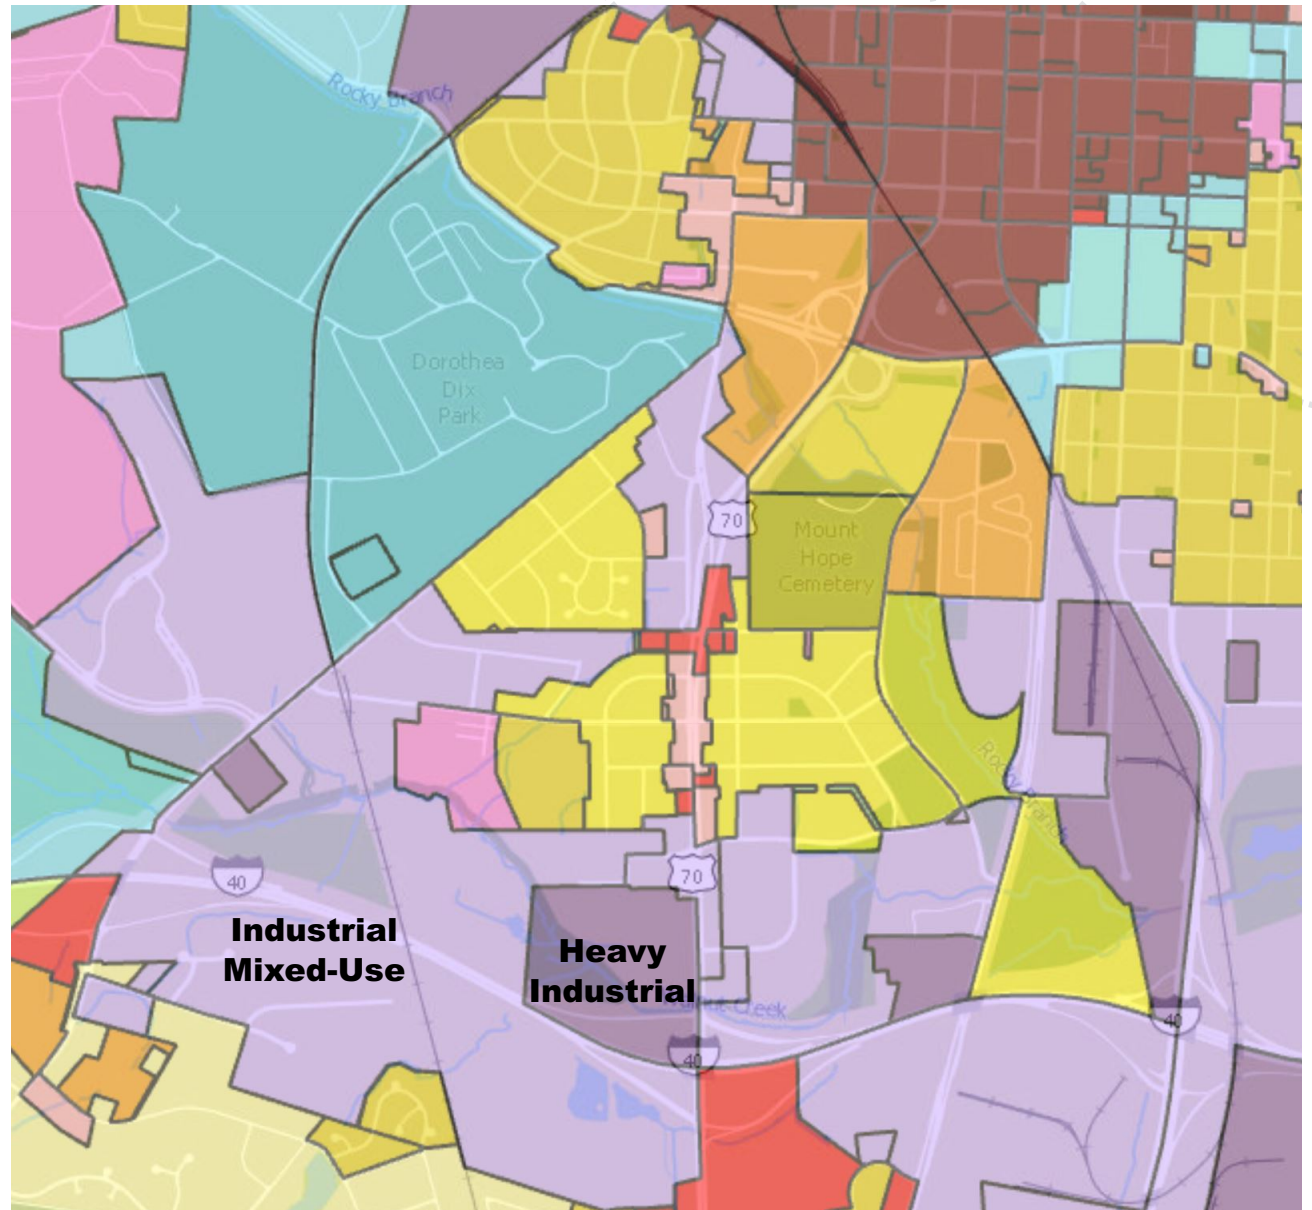 Rocky Branch
Dorothea
Dix
Park
70
Mount
Hope
Cemetery
Rocky Branch
40
70
Industrial
Mixed-Use
Heavy
Industrial
Creek
40
40